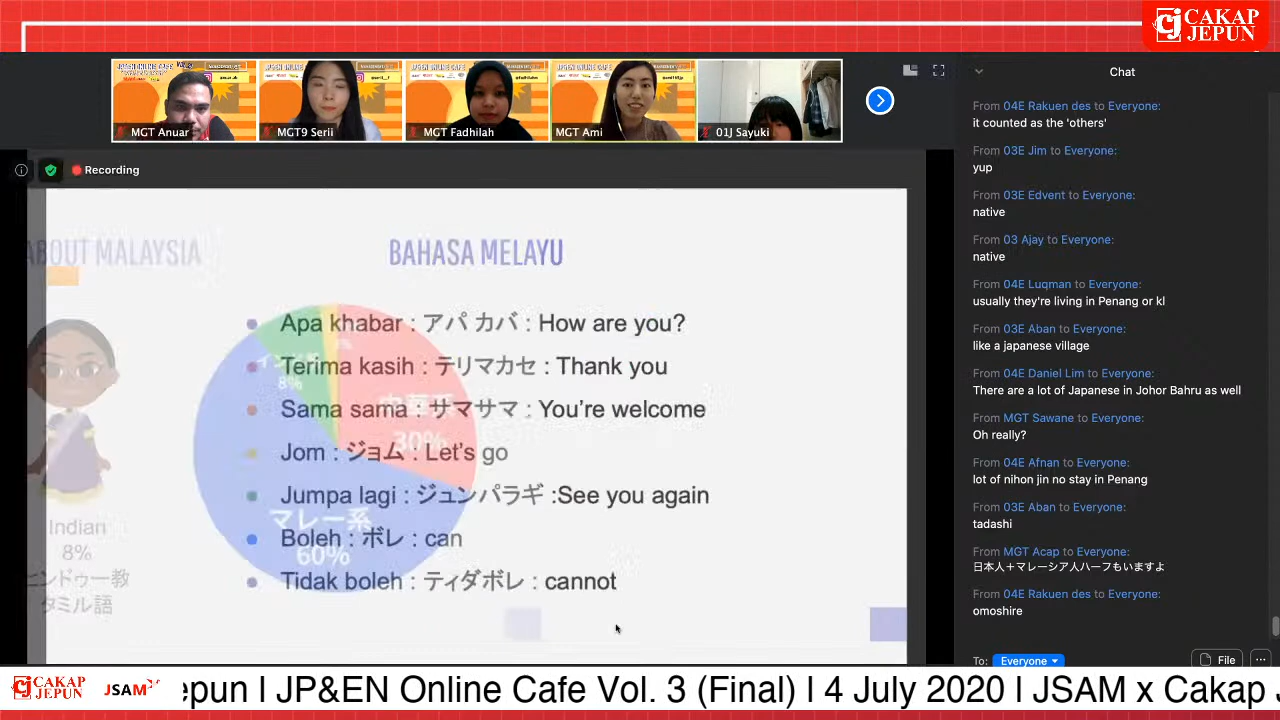 CAKAP
JEPUN
MGT Anuar
MGT9 Serii
MGT Fadhilah
MGT Ami
01J Sayuki
Recording
ABOUT MALAYSIA
BAHASA MELAYU
Apa khabar : アパ カバ : How are you?
Terima kasih : テリマカセ : Thank you
Sama sama : サマサマ : You're welcome
Jom : ジョム : Let's go
Jumpa lagi : ジュンパラギ :See you again
Boleh : ボレ : can
Tidak boleh : ティダボレ : cannot
8%
30%
マレー系
60%
Indian
8%
ヒンドゥー教
タミル語
Chat
From 04E Rakuen des to Everyone:
it counted as the 'others'
From 03E Jim to Everyone:
yup
From 03E Edvent to Everyone:
native
From 03 Ajay to Everyone:
native
From 04E Luqman to Everyone:
usually they're living in Penang or kl
From 03E Aban to Everyone:
like a japanese village
From 04E Daniel Lim to Everyone:
There are a lot of Japanese in Johor Bahru as well
From MGT Sawane to Everyone:
Oh really?
From 04E Afnan to Everyone:
lot of nihon jin no stay in Penang
From 03E Aban to Everyone:
tadashi
From MGT Acap to Everyone:
日本人＋マレーシア人ハーフもいますよ
From 04E Rakuen des to Everyone:
omoshire
To: Everyone
File
CAKAP
JEPUN
JSAM
epun I JP&EN Online Cafe Vol. 3 (Final) I 4 July 2020 I JSAM x Cakap J